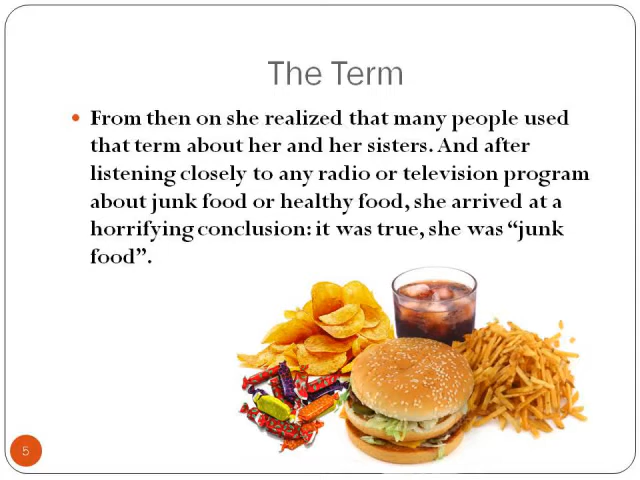 The Term
• From then on she realized that many people used
that term about her and her sisters. And after
listening closely to any radio or television program
about junk food or healthy food, she arrived at a
horrifying conclusion: it was true, she was “junk
food”.
5